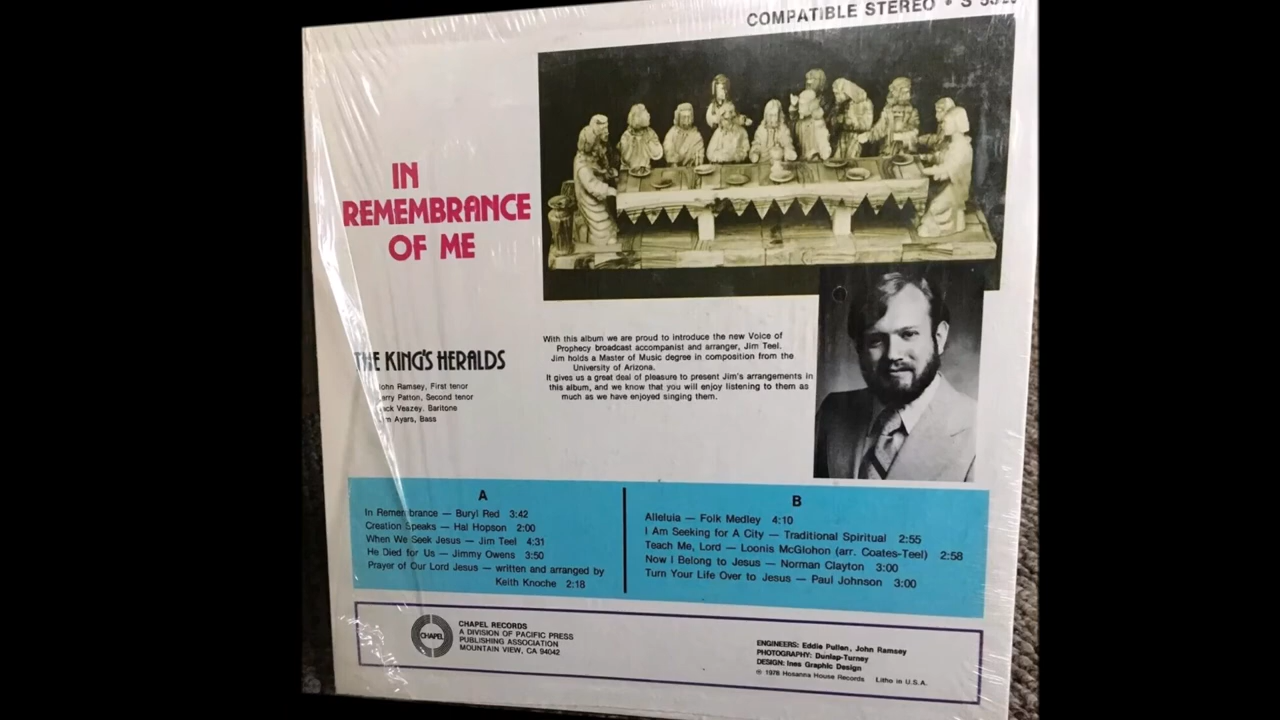 COMPATIBLE STEREO • S
IN
REMEMBRANCE
OF ME
THE KING'S HERALDS
John Ramsey, First tenor
Jerry Patton, Second tenor
Jack Veazey, Baritone
Jim Ayars, Bass
With this album we are proud to introduce the new Voice of
Prophecy broadcast accompanist and arranger, Jim Teel.
Jim holds a Master of Music degree in composition from the
University of Arizona.
It gives us a great deal of pleasure to present Jim's arrangements in
this album, and we know that you will enjoy listening to them as
much as we have enjoyed singing them.
A
In Remembrance — Buryl Red 3:42
Creation Speaks — Hal Hopson 2:00
When We Seek Jesus — Jim Teel 4:31
He Died for Us — Jimmy Owens 3:50
Prayer of Our Lord Jesus — written and arranged by
Keith Knoche 2:18
B
Alleluia — Folk Medley 4:10
I Am Seeking for A City — Traditional Spiritual 2:55
Teach Me, Lord — Loonis McGlohon (arr. Coates-Teel) 2:58
Now I Belong to Jesus — Norman Clayton 3:00
Turn Your Life Over to Jesus — Paul Johnson 3:00
CHAPEL
CHAPEL RECORDS
A DIVISION OF PACIFIC PRESS
PUBLISHING ASSOCIATION
MOUNTAIN VIEW, CA 94042
ENGINEERS: Eddie Pullen, John Ramsey
PHOTOGRAPHY: Dunlap-Turney
DESIGN: Ines Graphic Design
© 1978 Hosanna House Records Litho in U.S.A.